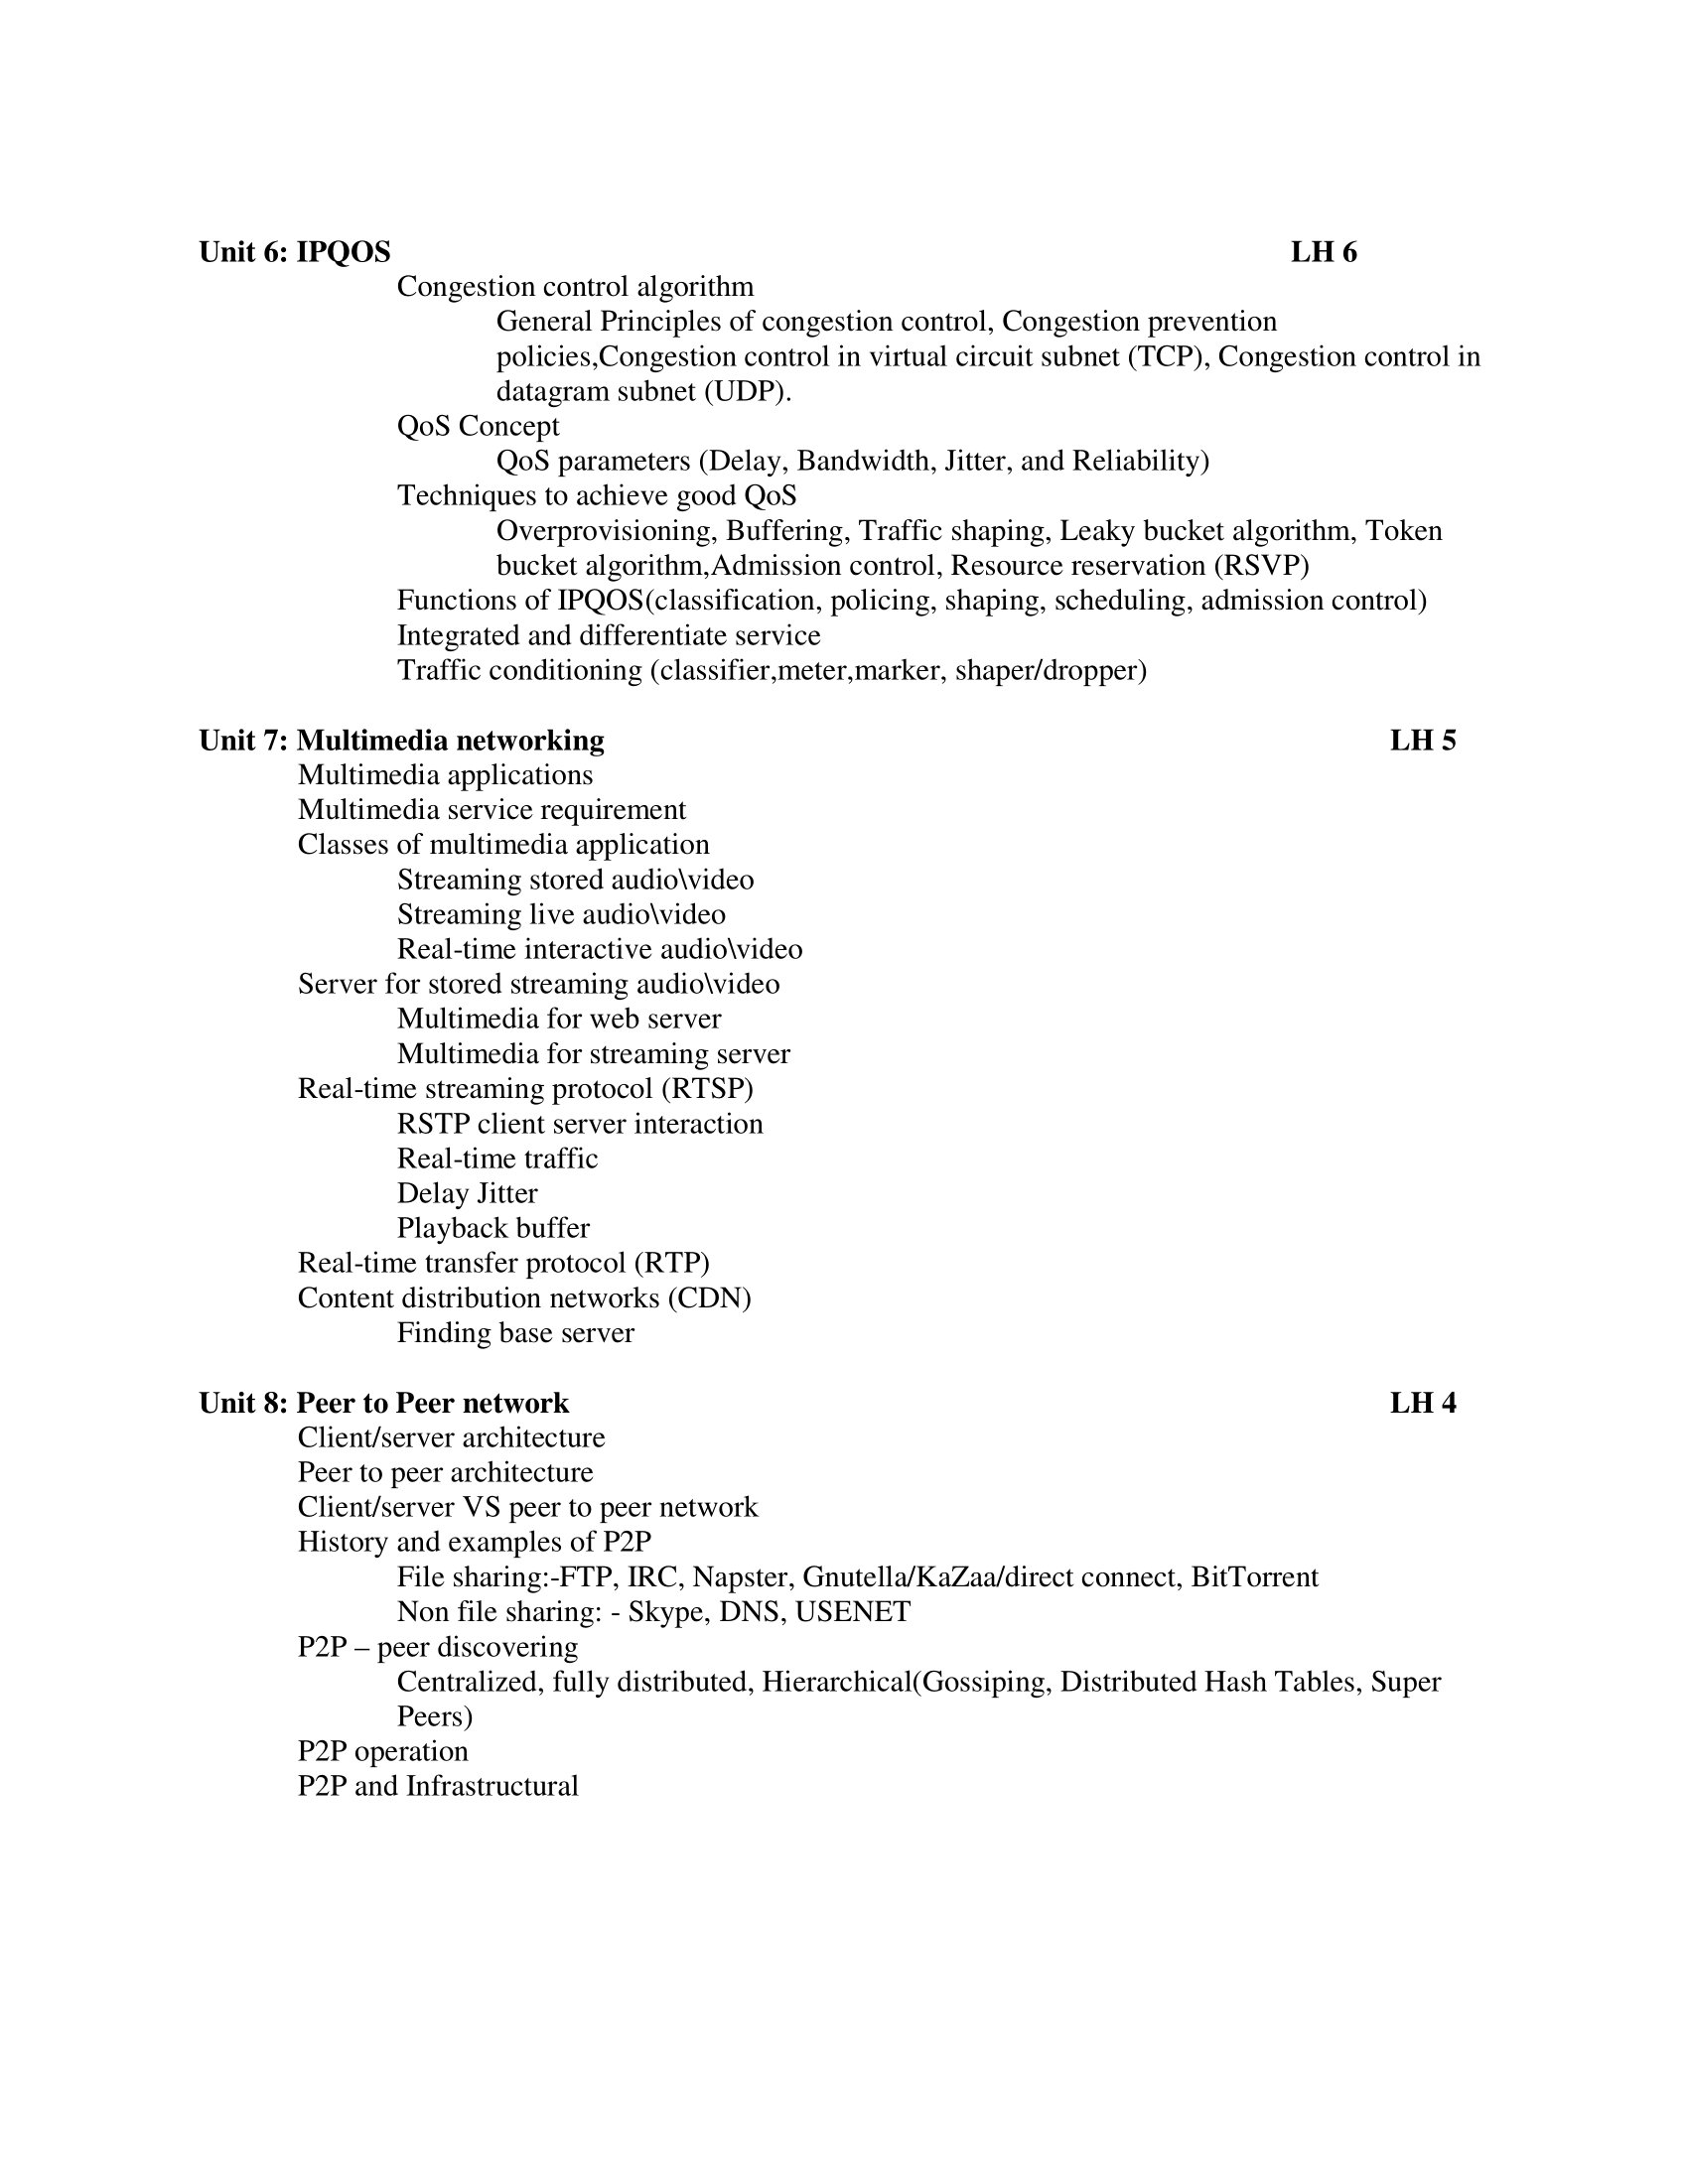 Unit 6: IPQOS LH 6
Congestion control algorithm
General Principles of congestion control, Congestion prevention
policies,Congestion control in virtual circuit subnet (TCP), Congestion control in
datagram subnet (UDP).
QoS Concept
QoS parameters (Delay, Bandwidth, Jitter, and Reliability)
Techniques to achieve good QoS
Overprovisioning, Buffering, Traffic shaping, Leaky bucket algorithm, Token
bucket algorithm,Admission control, Resource reservation (RSVP)
Functions of IPQOS(classification, policing, shaping, scheduling, admission control)
Integrated and differentiate service
Traffic conditioning (classifier,meter,marker, shaper/dropper)
Unit 7: Multimedia networking LH 5
Multimedia applications
Multimedia service requirement
Classes of multimedia application
Streaming stored audio\video
Streaming live audio\video
Real-time interactive audio\video
Server for stored streaming audio\video
Multimedia for web server
Multimedia for streaming server
Real-time streaming protocol (RTSP)
RSTP client server interaction
Real-time traffic
Delay Jitter
Playback buffer
Real-time transfer protocol (RTP)
Content distribution networks (CDN)
Finding base server
Unit 8: Peer to Peer network LH 4
Client/server architecture
Peer to peer architecture
Client/server VS peer to peer network
History and examples of P2P
File sharing:-FTP, IRC, Napster, Gnutella/KaZaa/direct connect, BitTorrent
Non file sharing: - Skype, DNS, USENET
P2P – peer discovering
Centralized, fully distributed, Hierarchical(Gossiping, Distributed Hash Tables, Super
Peers)
P2P operation
P2P and Infrastructural